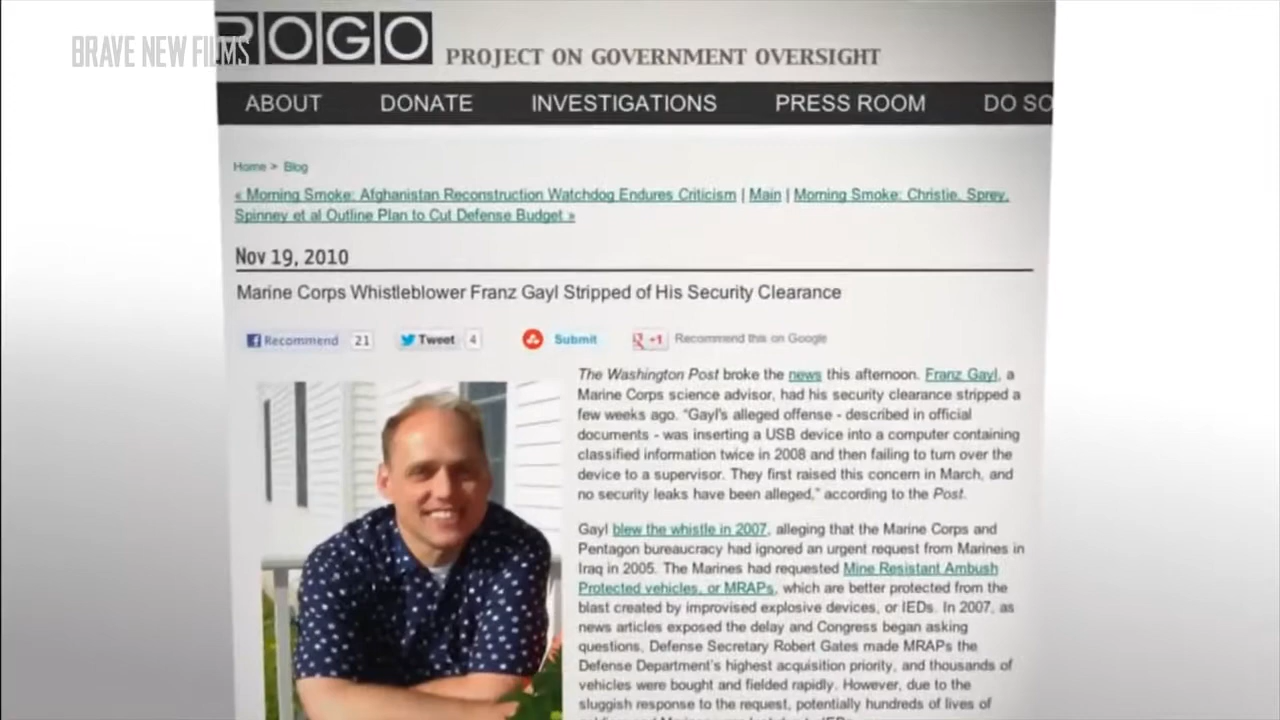 BRAVE NEW FILMS
POGO PROJECT ON GOVERNMENT OVERSIGHT
ABOUT DONATE INVESTIGATIONS PRESS ROOM DO SO
Home > Blog
« Morning Smoke: Afghanistan Reconstruction Watchdog Endures Criticism | Main | Morning Smoke: Christie, Sprey,
Spinney et al Outline Plan to Cut Defense Budget »
Nov 19, 2010
Marine Corps Whistleblower Franz Gayl Stripped of His Security Clearance
Recommend 21 Tweet 4 Submit +1 Recommend this on Google
The Washington Post broke the news this afternoon. Franz Gayl, a
Marine Corps science advisor, had his security clearance stripped a
few weeks ago. "Gayl's alleged offense - described in official
documents - was inserting a USB device into a computer containing
classified information twice in 2008 and then failing to turn over the
device to a supervisor. They first raised this concern in March, and
no security leaks have been alleged," according to the Post.
Gayl blew the whistle in 2007, alleging that the Marine Corps and
Pentagon bureaucracy had ignored an urgent request from Marines in
Iraq in 2005. The Marines had requested Mine Resistant Ambush
Protected vehicles, or MRAPs, which are better protected from the
blast created by improvised explosive devices, or IEDs. In 2007, as
news articles exposed the delay and Congress began asking
questions, Defense Secretary Robert Gates made MRAPs the
Defense Department's highest acquisition priority, and thousands of
vehicles were bought and fielded rapidly. However, due to the
sluggish response to the request, potentially hundreds of lives of